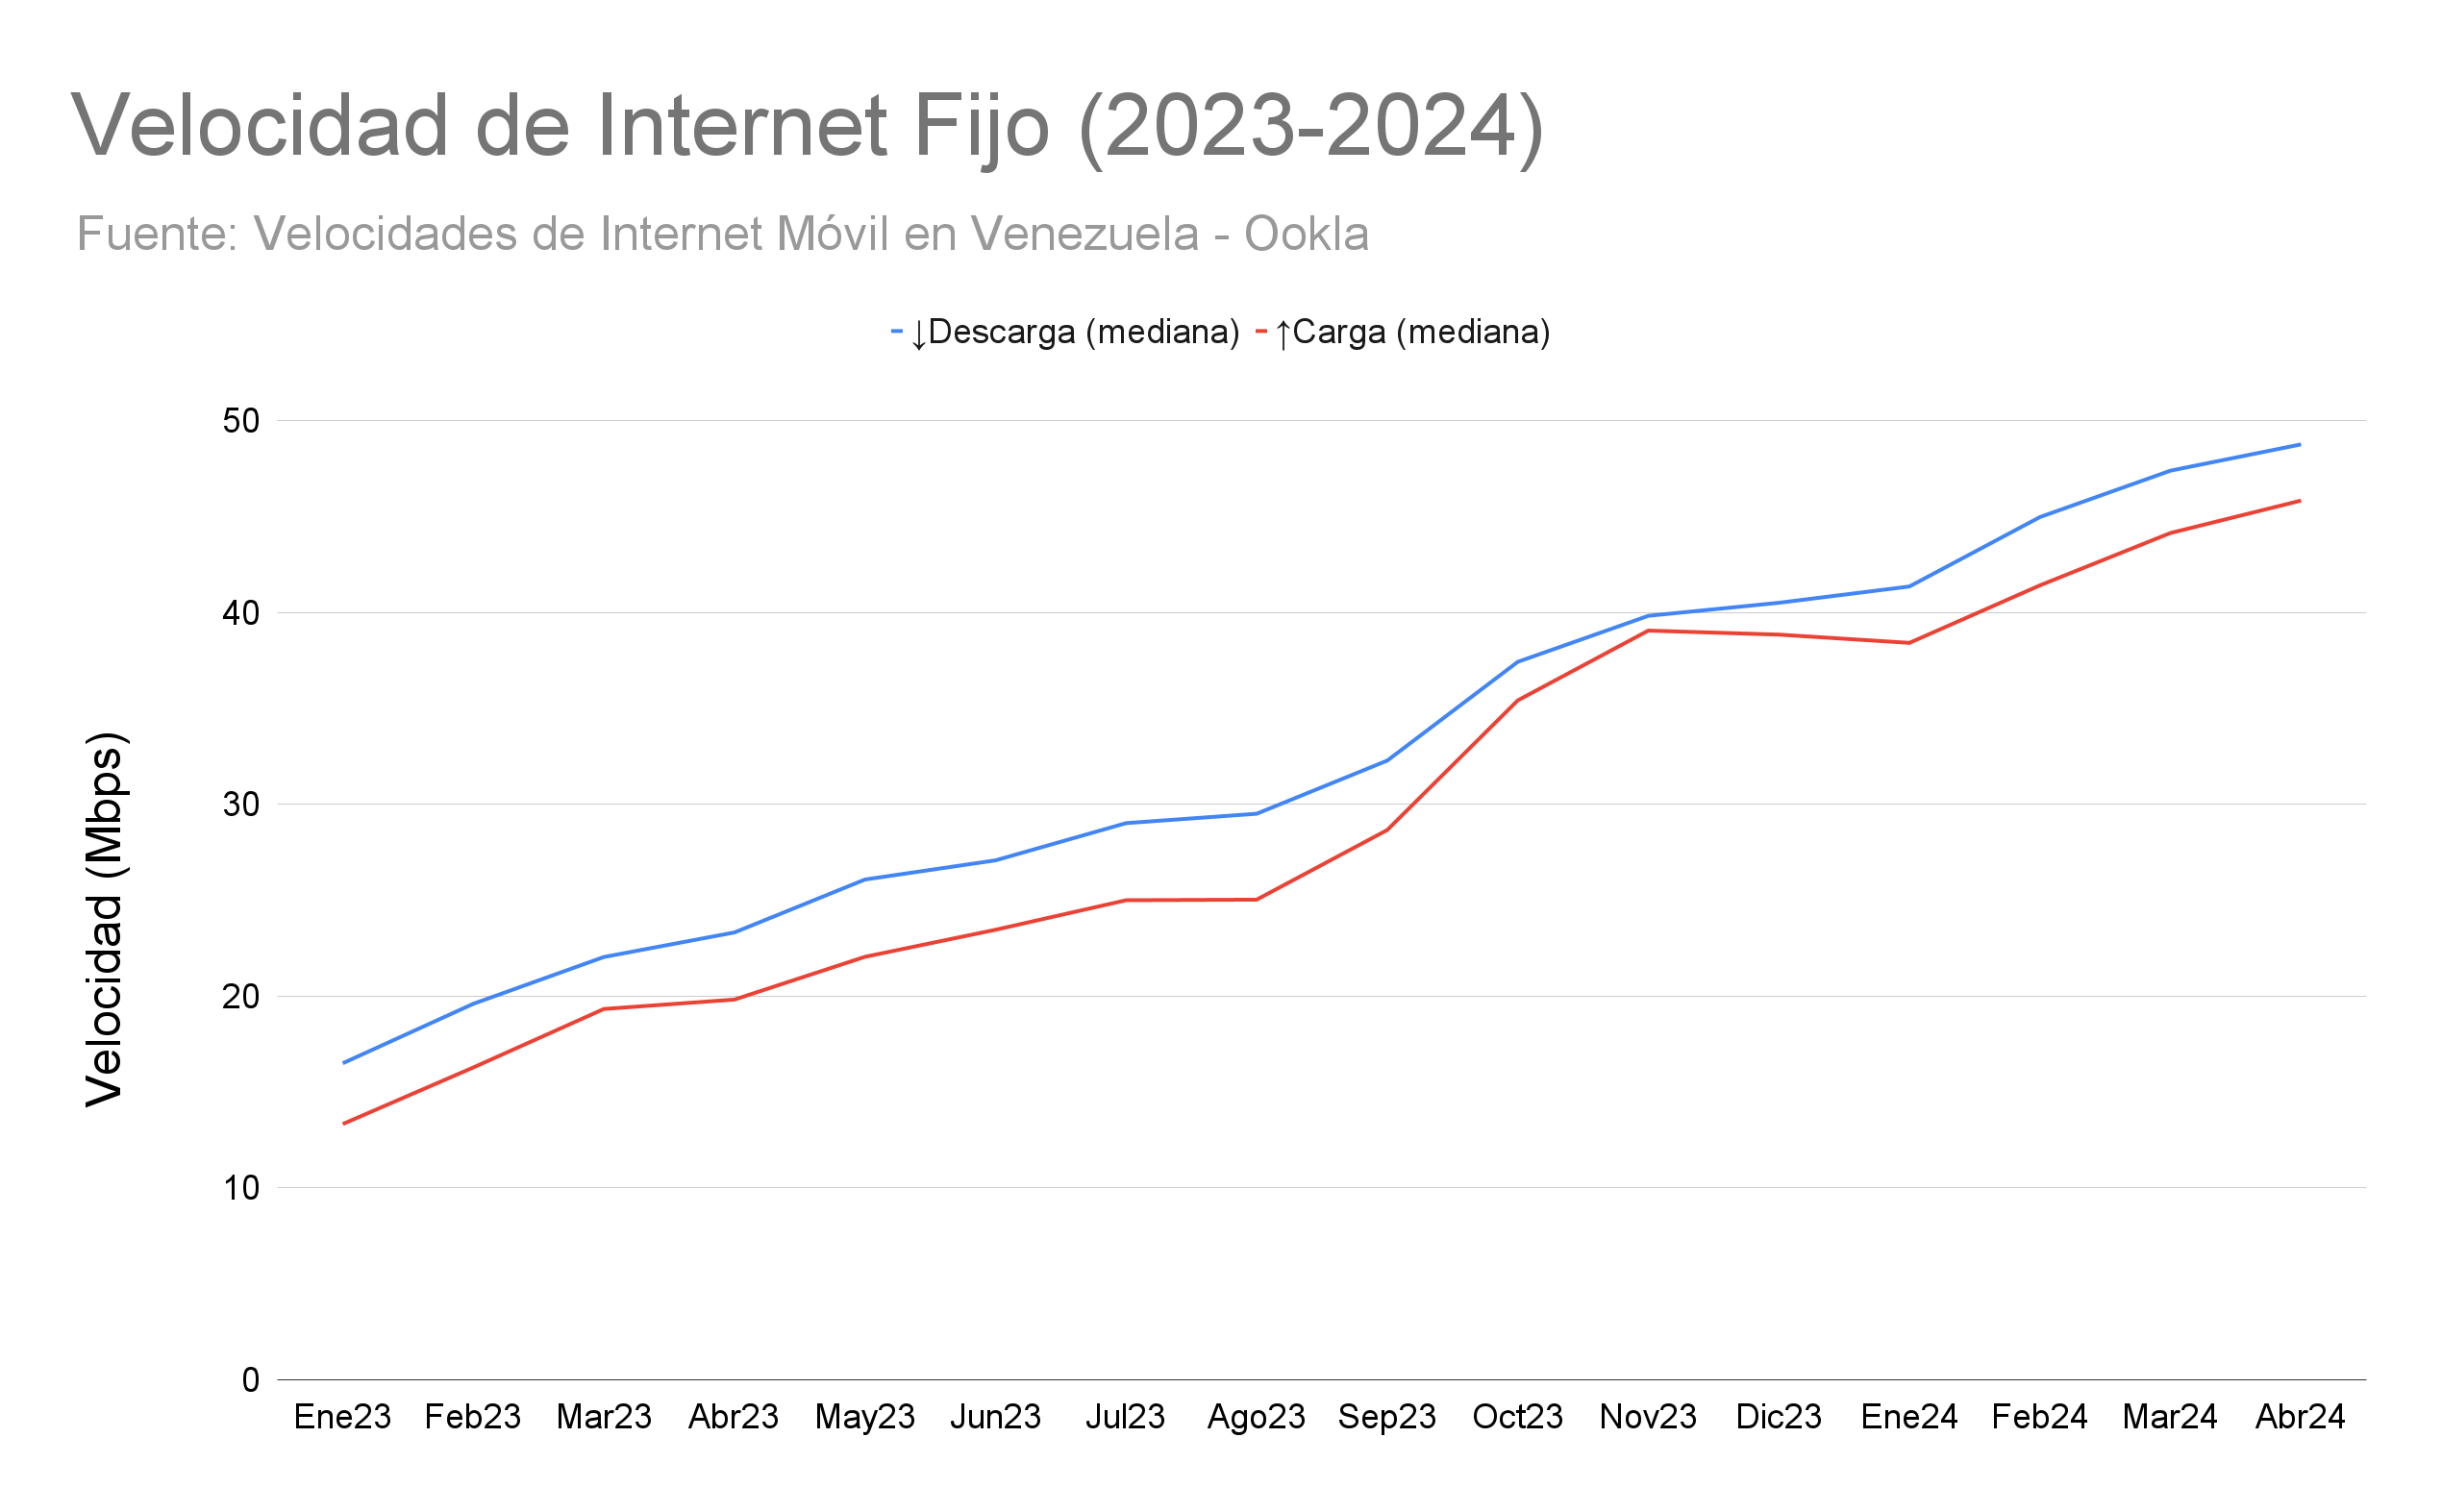 Velocidad de Internet Fijo (2023-2024)
Fuente: Velocidades de Internet Móvil en Venezuela - Ookla
↓Descarga (mediana) ↑Carga (mediana)
Velocidad (Mbps)
50
40
30
20
10
0
Ene23 Feb23 Mar23 Abr23 May23 Jun23 Jul23 Ago23 Sep23 Oct23 Nov23 Dic23 Ene24 Feb24 Mar24 Abr24